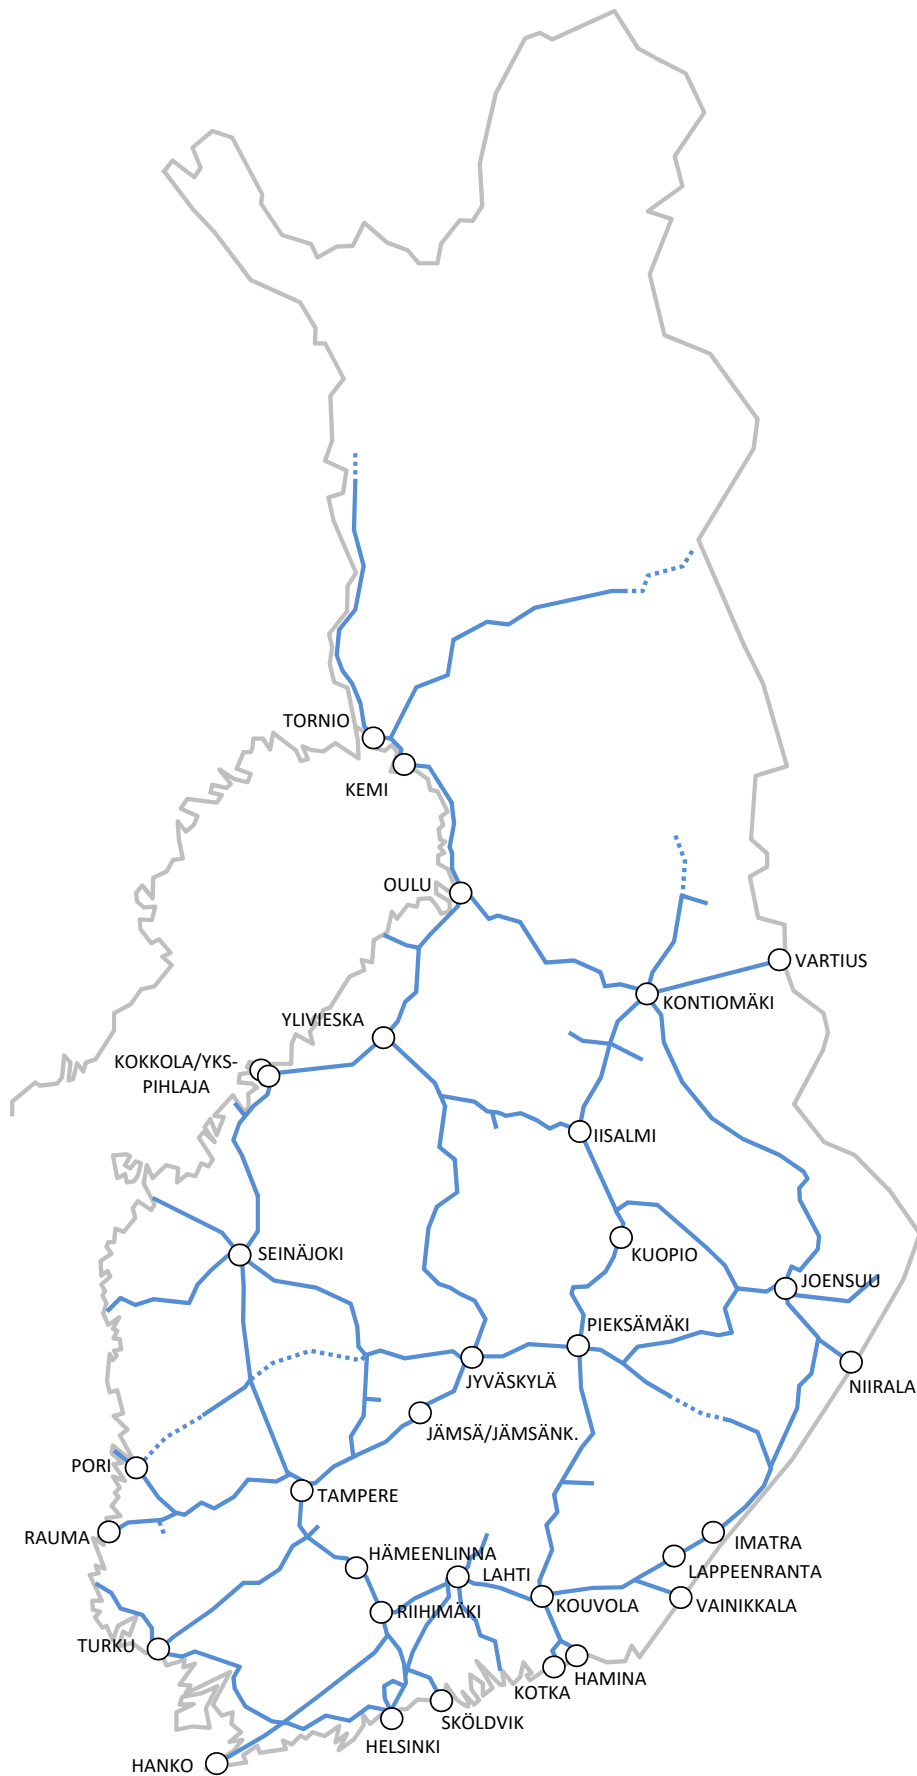 TORNIO
KEMI
OULU
VARTIUS
KONTIOMÄKI
YLIVIESKA
KOKKOLA/YKS-
PIHLAJA
IISALMI
SEINÄJOKI
KUOPIO
JOENSUU
PIEKSÄMÄKI
JYVÄSKYLÄ
NIIRALA
JÄMSÄ/JÄMSÄNK.
PORI
TAMPERE
RAUMA
IMATRA
HÄMEENLINNA
LAHTI
LAPPEENRANTA
KOUVOLA
VAINIKKALA
RIIHIMÄKI
TURKU
HAMINA
KOTKA
SKÖLDVIK
HELSINKI
HANKO